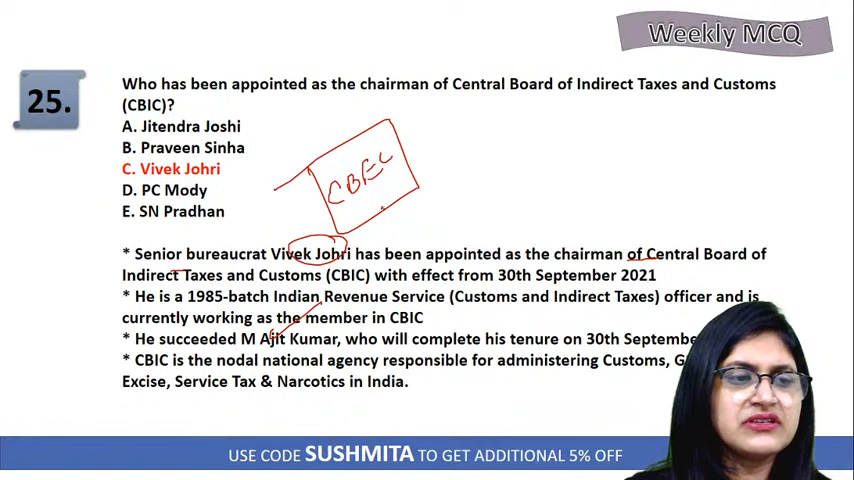 Weekly MCQ
25.
Who has been appointed as the chairman of Central Board of Indirect Taxes and Customs
(CBIC)?
A. Jitendra Joshi
B. Praveen Sinha
C. Vivek Johri
D. PC Mody
E. SN Pradhan
CBEC
* Senior bureaucrat Vivek Johri has been appointed as the chairman of Central Board of
Indirect Taxes and Customs (CBIC) with effect from 30th September 2021
* He is a 1985-batch Indian Revenue Service (Customs and Indirect Taxes) officer and is
currently working as the member in CBIC
* He succeeded M Ajit Kumar, who will complete his tenure on 30th
* CBIC is the nodal national agency responsible for administering Customs,
Excise, Service Tax & Narcotics in India.
USE CODE SUSHMITA TO GET ADDITIONAL 5% OFF